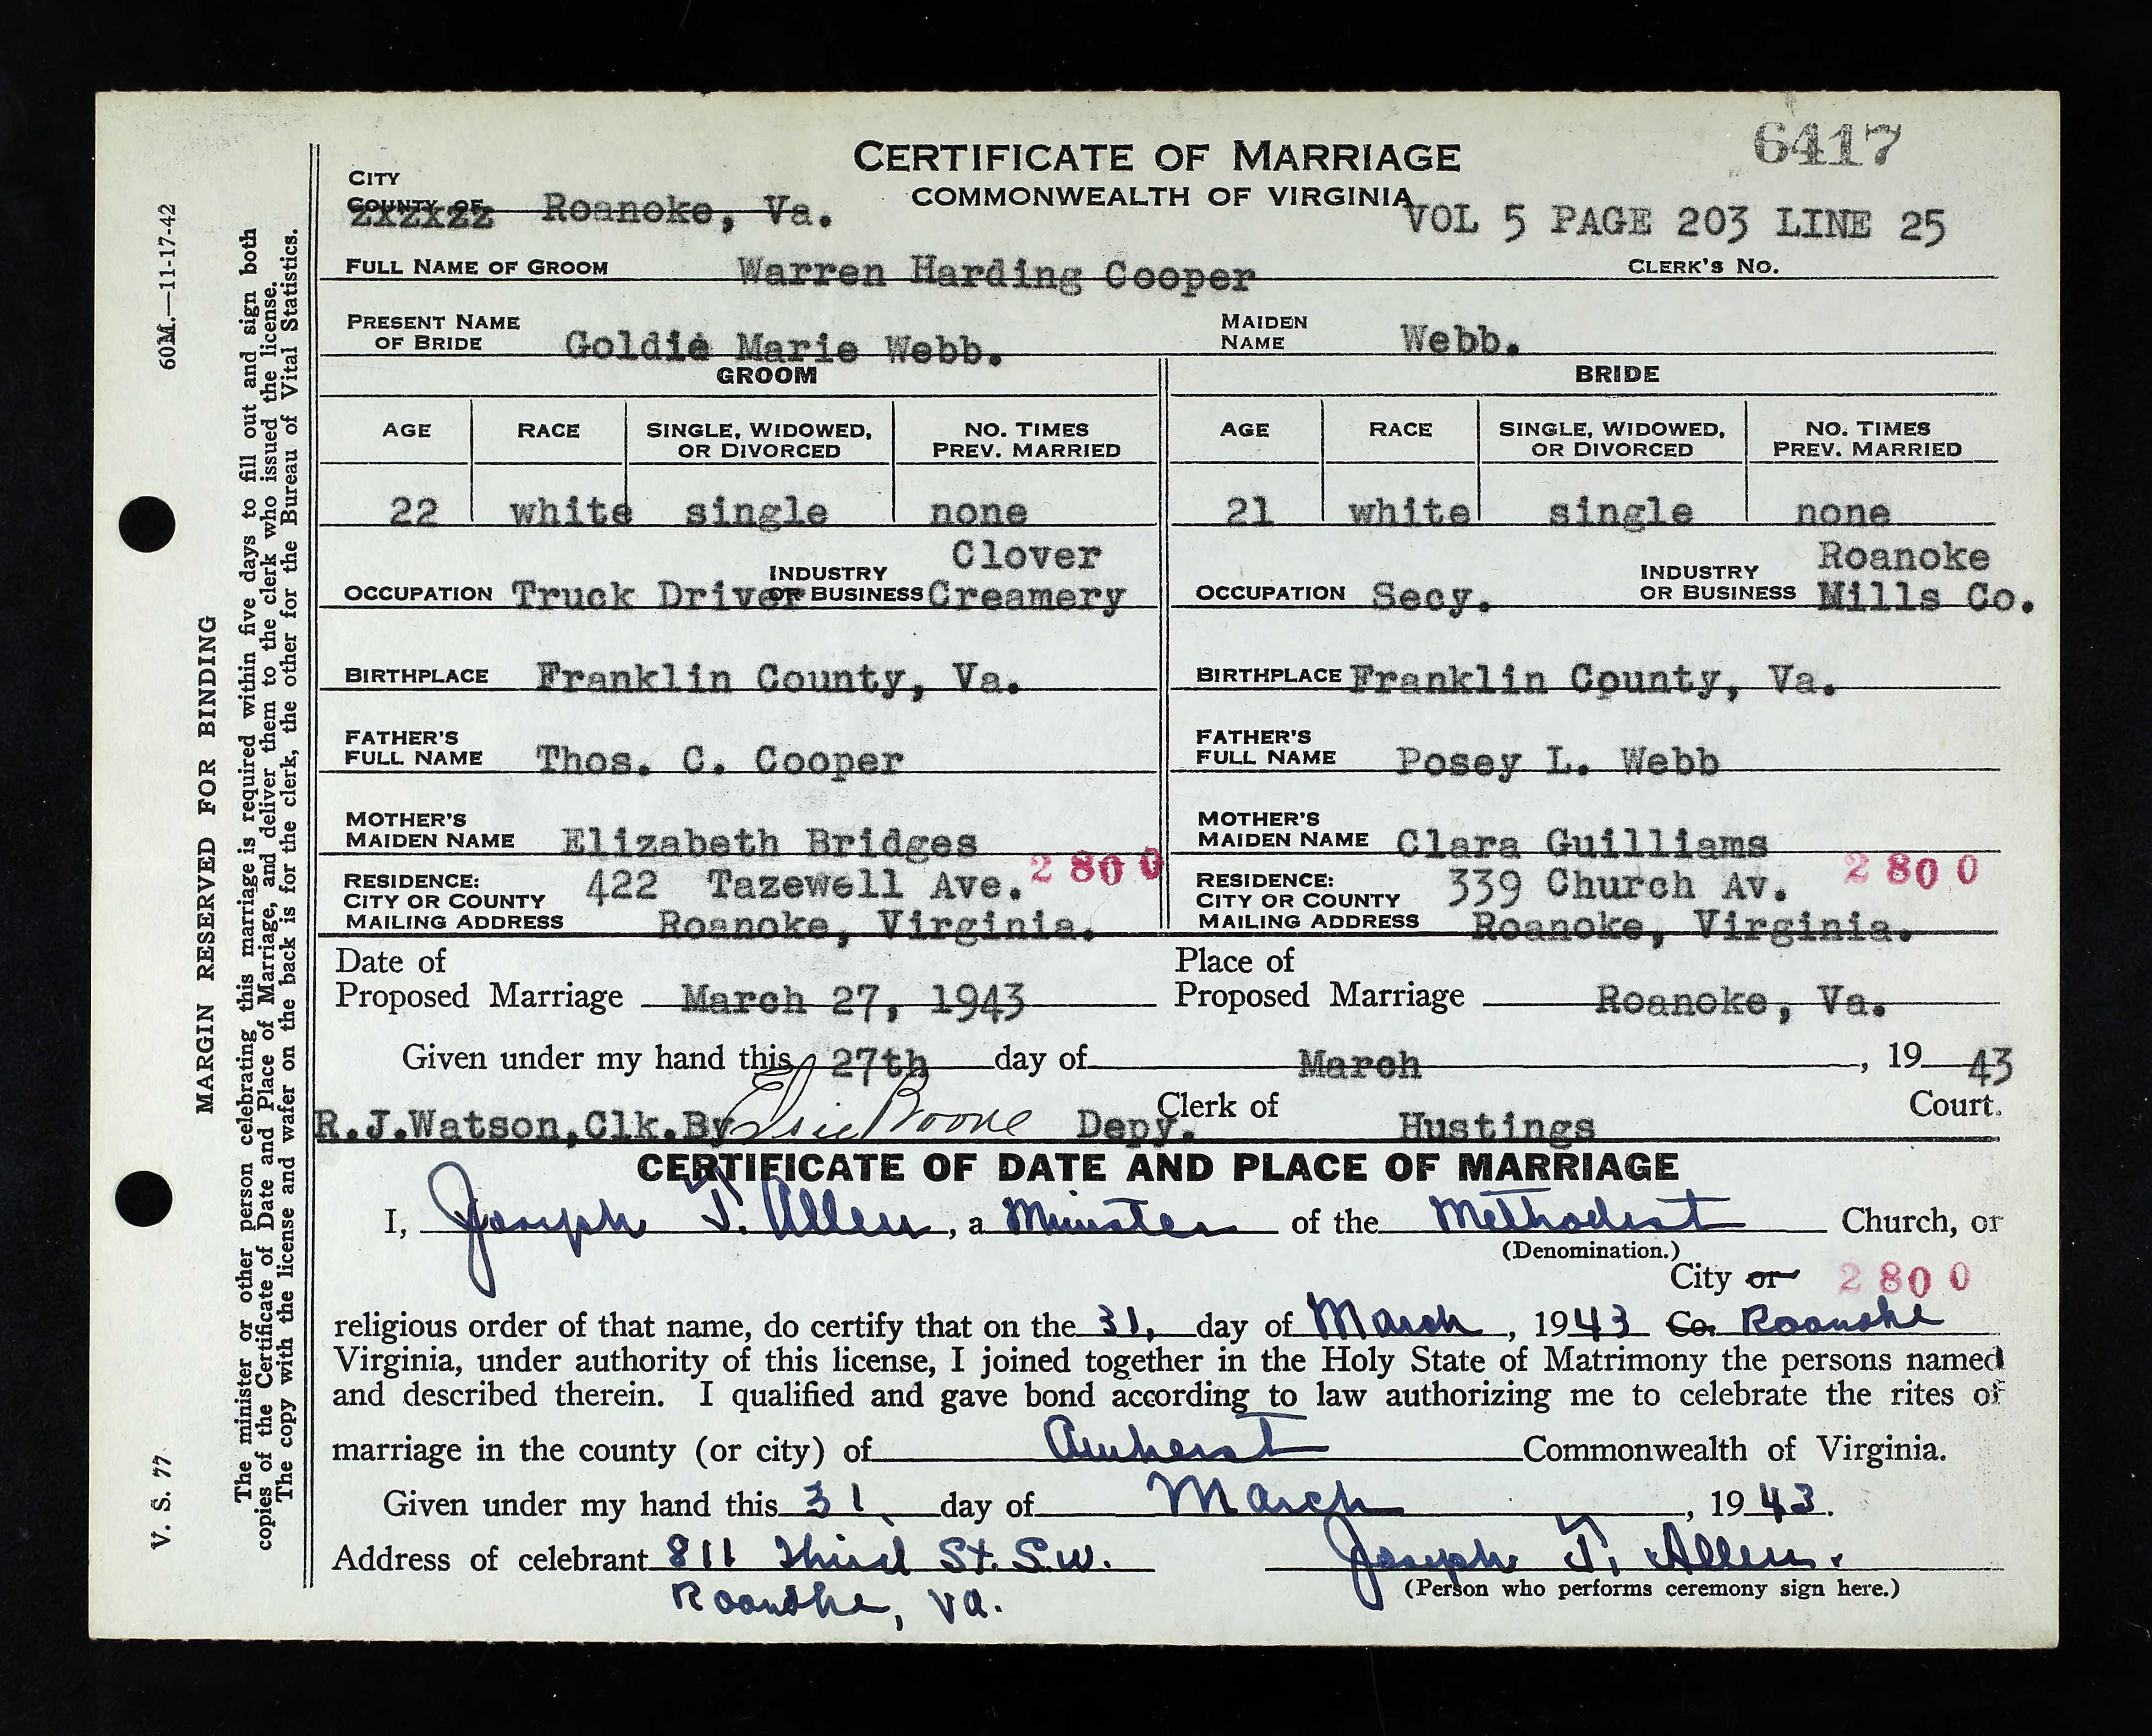 6417
CERTIFICATE OF MARRIAGE
COMMONWEALTH OF VIRGINIA
CITY
COUNTY OF Roanoke, Va.
VOL 5 PAGE 203 LINE 25
FULL NAME OF GROOM Warren Harding Cooper CLERK'S NO.
PRESENT NAME OF BRIDE Goldie Marie Webb. MAIDEN NAME Webb.
GROOM BRIDE
AGE RACE SINGLE, WIDOWED, OR DIVORCED NO. TIMES PREV. MARRIED AGE RACE SINGLE, WIDOWED, OR DIVORCED NO. TIMES PREV. MARRIED
22 white single none 21 white single none
OCCUPATION Truck Driver INDUSTRY OR BUSINESS Clover Creamery OCCUPATION Secy. INDUSTRY OR BUSINESS Roanoke Mills Co.
BIRTHPLACE Franklin County, Va. BIRTHPLACE Franklin County, Va.
FATHER'S FULL NAME Thos. C. Cooper FATHER'S FULL NAME Posey L. Webb
MOTHER'S MAIDEN NAME Elizabeth Bridges MOTHER'S MAIDEN NAME Clara Guilliams
2800 2800
RESIDENCE: CITY OR COUNTY MAILING ADDRESS 422 Tazewell Ave. Roanoke, Virginia. RESIDENCE: CITY OR COUNTY MAILING ADDRESS 339 Church Av. Roanoke, Virginia.
Date of Proposed Marriage March 27, 1943 Place of Proposed Marriage Roanoke, Va.
Given under my hand this 27th day of March, 1943
R.J.Watson,Clk.By Elsie Boone Depy. Clerk of Hustings Court.
CERTIFICATE OF DATE AND PLACE OF MARRIAGE
I, Joseph T. Allen, a Minister of the Methodist Church, or
(Denomination.)
City or 2800
religious order of that name, do certify that on the 31, day of March, 1943 Co. Roanoke
Virginia, under authority of this license, I joined together in the Holy State of Matrimony the persons named
and described therein. I qualified and gave bond according to law authorizing me to celebrate the rites of
marriage in the county (or city) of Amherst Commonwealth of Virginia.
Given under my hand this 31 day of March, 1943.
Address of celebrant 811 Third St. S.W. Joseph T. Allen.
Roanoke, Va. (Person who performs ceremony sign here.)
V. S. 77
60M.—11-17-42
MARGIN RESERVED FOR BINDING
The minister or other person celebrating this marriage is required within five days to fill out and sign both
copies of the Certificate of Date and Place of Marriage, and deliver them to the clerk who issued the license.
The copy with the license and wafer on the back is for the clerk, the other for the Bureau of Vital Statistics.